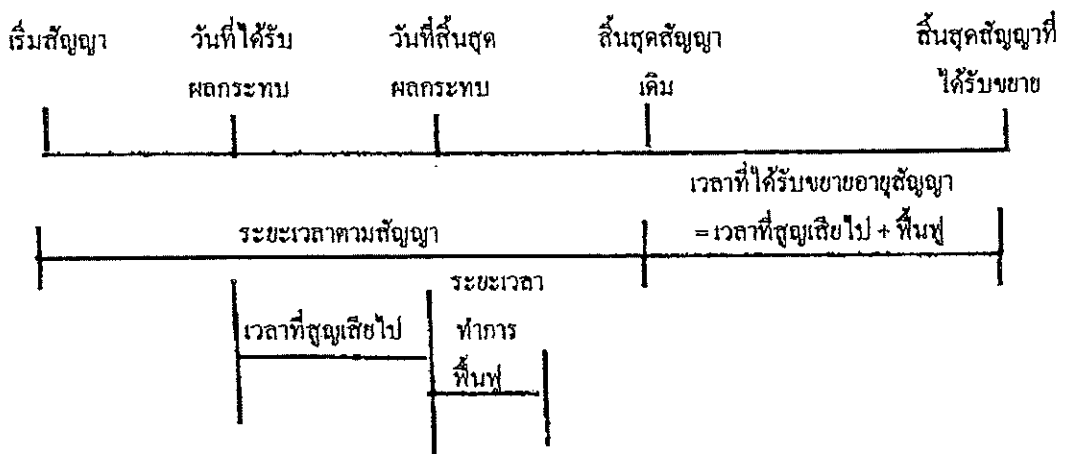 เริ่มสัญญา วันที่ได้รับ วันที่สิ้นสุด สิ้นสุดสัญญา สิ้นสุดสัญญาที่
ผลกระทบ ผลกระทบ เดิม ได้รับขยาย
เวลาที่ได้รับขยายอายุสัญญา
ระยะเวลาตามสัญญา = เวลาที่สูญเสียไป + ฟื้นฟู
ระยะเวลา
เวลาที่สูญเสียไป ทำการ
ฟื้นฟู